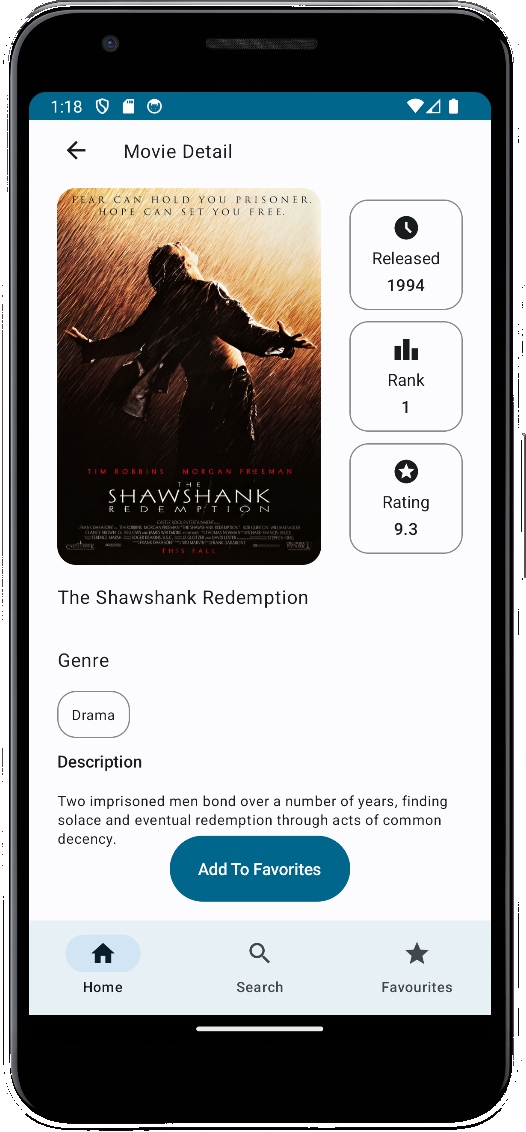 1:18
Movie Detail
FEAR CAN HOLD YOU PRISONER.
HOPE CAN SET YOU FREE.
Released
1994
Rank
1
Rating
9.3
TIM ROBBINS MORGAN FREEMAN
THE
SHAWSHANK
REDEMPTION
THIS FALL
The Shawshank Redemption
Genre
Drama
Description
Two imprisoned men bond over a number of years, finding
solace and eventual redemption through acts of common
decency.
Add To Favorites
Home
Search
Favourites